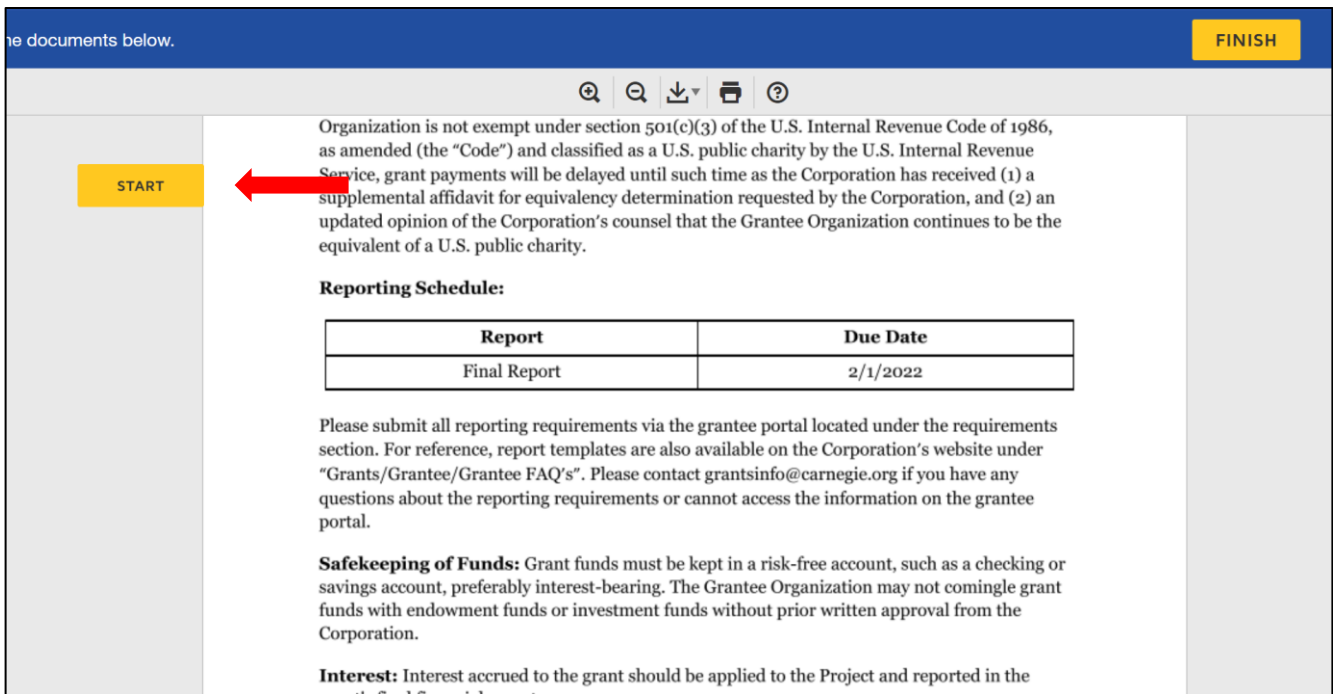 he documents below.
FINISH
Organization is not exempt under section 501(c)(3) of the U.S. Internal Revenue Code of 1986,
as amended (the “Code”) and classified as a U.S. public charity by the U.S. Internal Revenue
START
Service, grant payments will be delayed until such time as the Corporation has received (1) a
supplemental affidavit for equivalency determination requested by the Corporation, and (2) an
updated opinion of the Corporation's counsel that the Grantee Organization continues to be the
equivalent of a U.S. public charity.
Reporting Schedule:
Report Due Date
Final Report 2/1/2022
Please submit all reporting requirements via the grantee portal located under the requirements
section. For reference, report templates are also available on the Corporation's website under
“Grants/Grantee/Grantee FAQ's”. Please contact grantsinfo@carnegie.org if you have any
questions about the reporting requirements or cannot access the information on the grantee
portal.
Safekeeping of Funds: Grant funds must be kept in a risk-free account, such as a checking or
savings account, preferably interest-bearing. The Grantee Organization may not comingle grant
funds with endowment funds or investment funds without prior written approval from the
Corporation.
Interest: Interest accrued to the grant should be applied to the Project and reported in the